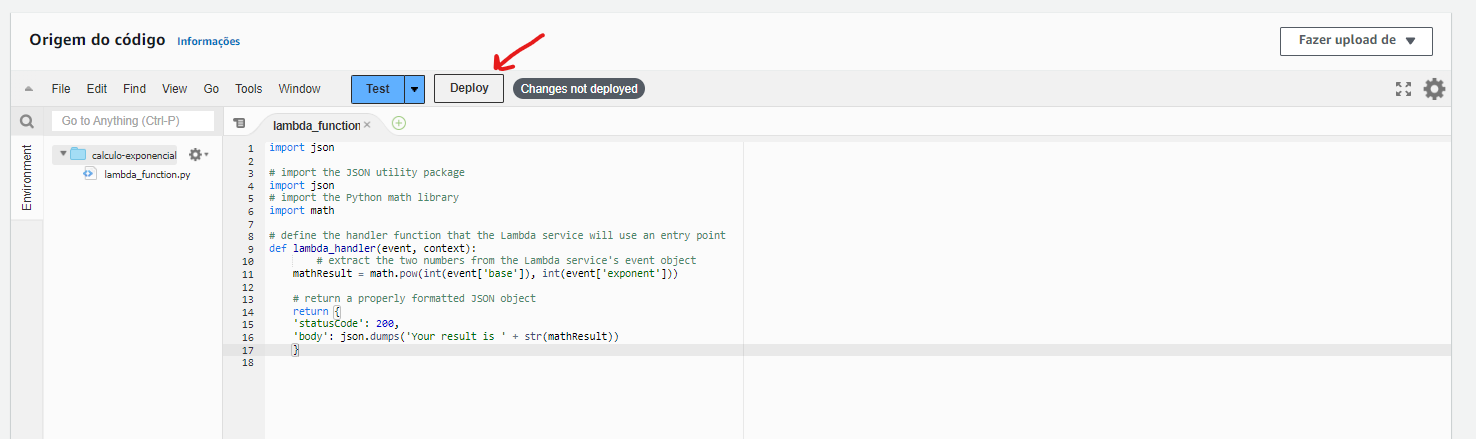 Origem do código Informações Fazer upload de
File Edit Find View Go Tools Window Test Deploy Changes not deployed
Go to Anything (Ctrl-P) lambda_function
Environment
calculo-exponencial
lambda_function.py
1 import json
2
3 # import the JSON utility package
4 import json
5 # import the Python math library
6 import math
7
8 # define the handler function that the Lambda service will use an entry point
9 def lambda_handler(event, context):
10 # extract the two numbers from the Lambda service's event object
11 mathResult = math.pow(int(event['base']), int(event['exponent']))
12
13 # return a properly formatted JSON object
14 return {
15 'statusCode': 200,
16 'body': json.dumps('Your result is ' + str(mathResult))
17 }
18